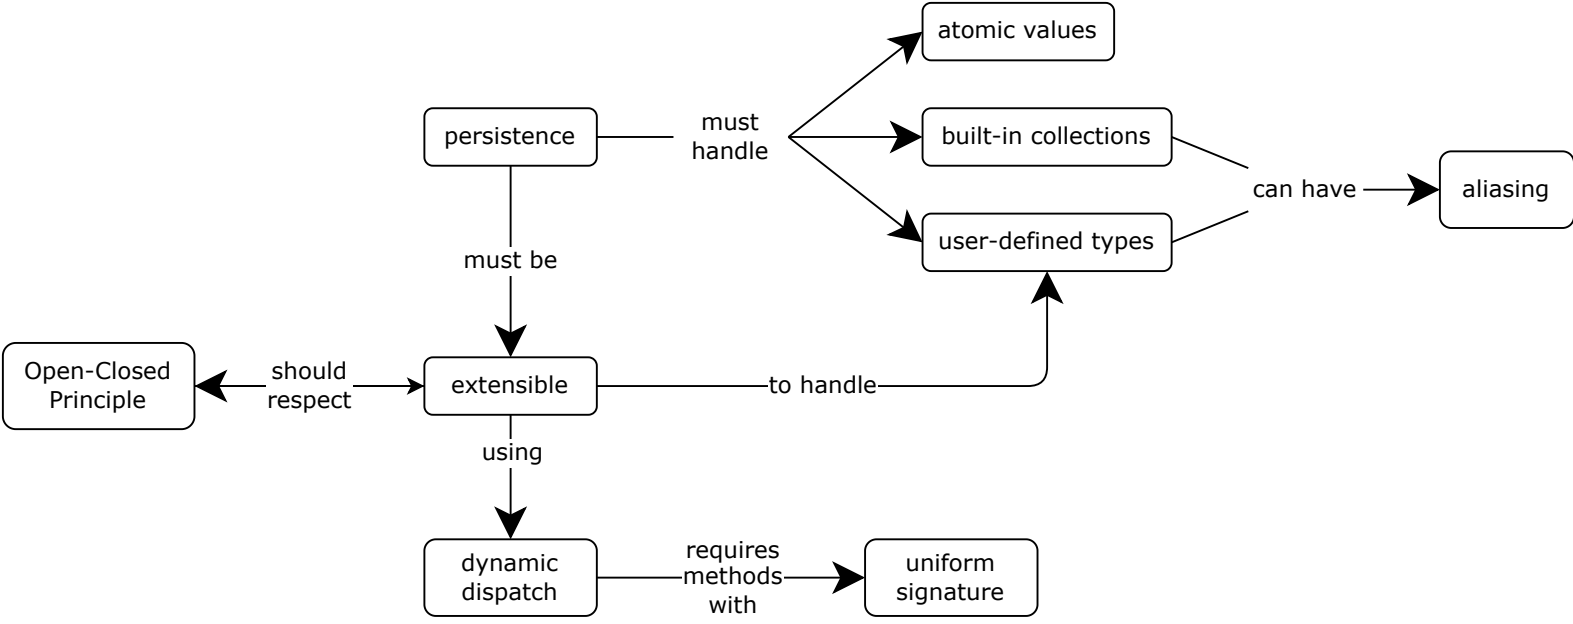 atomic values
persistence
must
handle
built-in collections
can have
aliasing
user-defined types
must be
Open-Closed
Principle
should
respect
extensible
to handle
using
dynamic
dispatch
requires
methods
with
uniform
signature